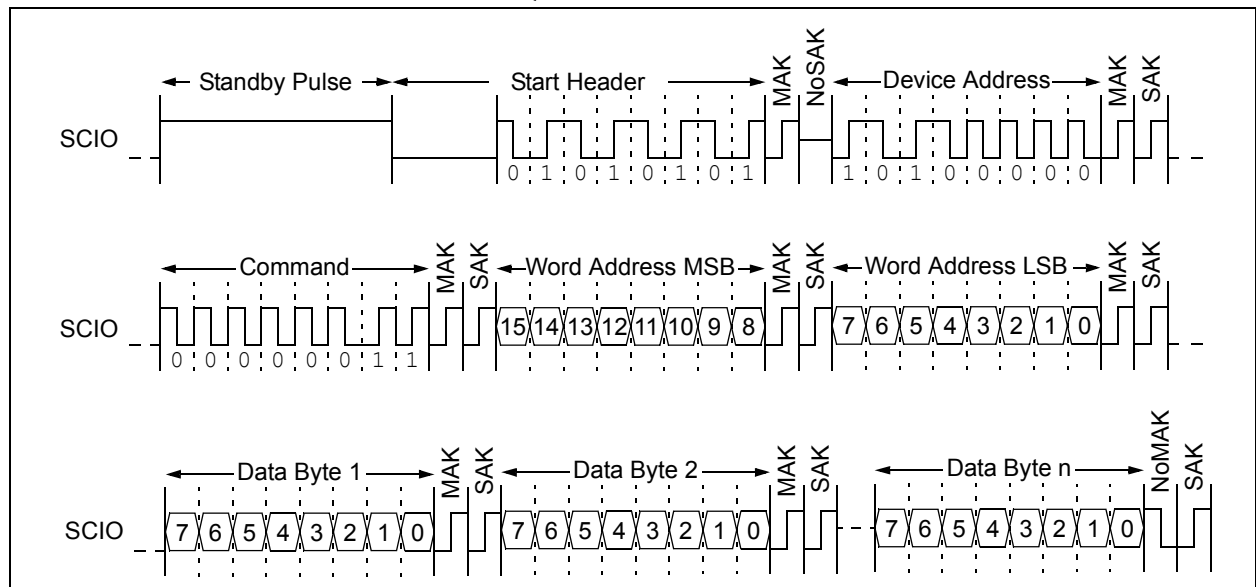 Standby Pulse Start Header MAK NoSAK Device Address MAK SAK
SCIO
0 1 0 1 0 1 0 1 1 0 1 0 0 0 0 0
Command MAK SAK Word Address MSB MAK SAK Word Address LSB MAK SAK
SCIO 15 14 13 12 11 10 9 8 7 6 5 4 3 2 1 0
0 0 0 0 0 0 1 1
Data Byte 1 MAK SAK Data Byte 2 MAK SAK Data Byte n NoMAK SAK
SCIO 7 6 5 4 3 2 1 0 7 6 5 4 3 2 1 0 7 6 5 4 3 2 1 0